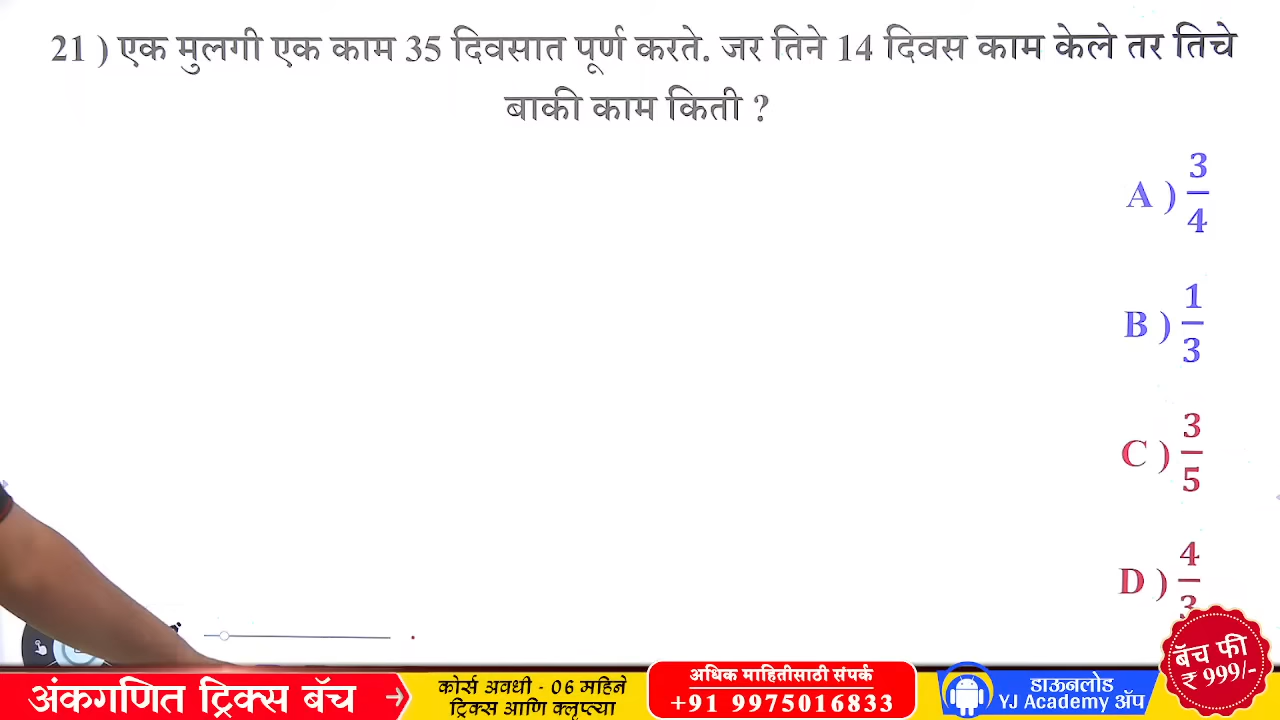 21 ) एक मुलगी एक काम 35 दिवसात पूर्ण करते. जर तिने 14 दिवस काम केले तर तिचे
बाकी काम किती ?
A ) 3/4
B ) 1/3
C ) 3/5
D ) 4/3
अंकगणित ट्रिक्स बॅच
कोर्स अवधी - 06 महिने
ट्रिक्स आणि क्लुप्त्या
अधिक माहितीसाठी संपर्क
+91 9975016833
डाऊनलोड
YJ Academy ॲप
बॅच फी
₹ 999/-